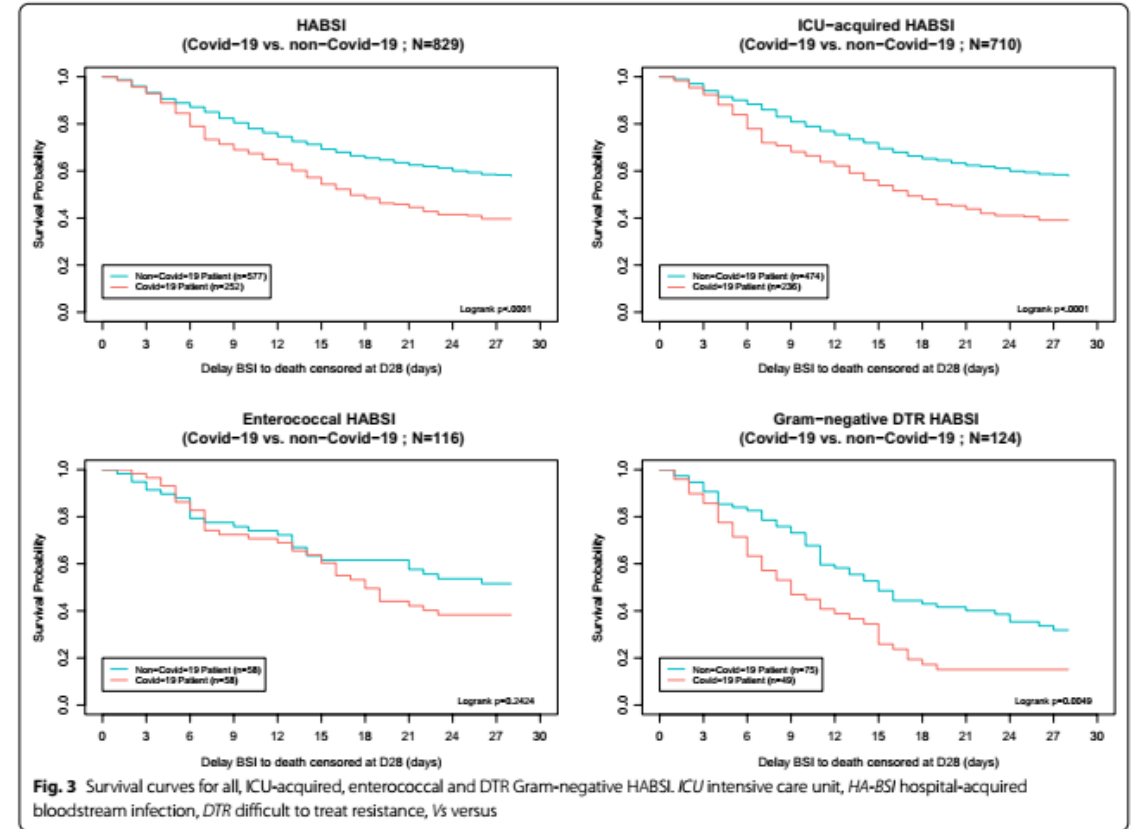 HABSI
(Covid−19 vs. non−Covid−19 ; N=829)
Survival Probability
1.0
0.8
0.6
0.4
0.2
0.0
Non−Covid−19 Patient (n=577)
Covid−19 Patient (n=252)
Logrank p<.0001
0 3 6 9 12 15 18 21 24 27 30
Delay BSI to death censored at D28 (days)
ICU−acquired HABSI
(Covid−19 vs. non−Covid−19 ; N=710)
Survival Probability
1.0
0.8
0.6
0.4
0.2
0.0
Non−Covid−19 Patient (n=474)
Covid−19 Patient (n=236)
Logrank p<.0001
0 3 6 9 12 15 18 21 24 27 30
Delay BSI to death censored at D28 (days)
Enterococcal HABSI
(Covid−19 vs. non−Covid−19 ; N=116)
Survival Probability
1.0
0.8
0.6
0.4
0.2
0.0
Non−Covid−19 Patient (n=58)
Covid−19 Patient (n=58)
Logrank p=0.2424
0 3 6 9 12 15 18 21 24 27 30
Delay BSI to death censored at D28 (days)
Gram−negative DTR HABSI
(Covid−19 vs. non−Covid−19 ; N=124)
Survival Probability
1.0
0.8
0.6
0.4
0.2
0.0
Non−Covid−19 Patient (n=75)
Covid−19 Patient (n=49)
Logrank p=0.0049
0 3 6 9 12 15 18 21 24 27 30
Delay BSI to death censored at D28 (days)
Fig. 3 Survival curves for all, ICU-acquired, enterococcal and DTR Gram-negative HABSI. ICU intensive care unit, HA-BSI hospital-acquired
bloodstream infection, DTR difficult to treat resistance, Vs versus